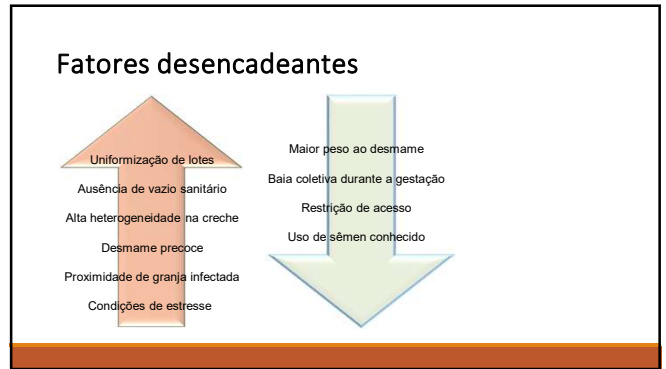 Fatores desencadeantes
Uniformização de lotes
Ausência de vazio sanitário
Alta heterogeneidade na creche
Desmame precoce
Proximidade de granja infectada
Condições de estresse
Maior peso ao desmame
Baia coletiva durante a gestação
Restrição de acesso
Uso de sêmen conhecido